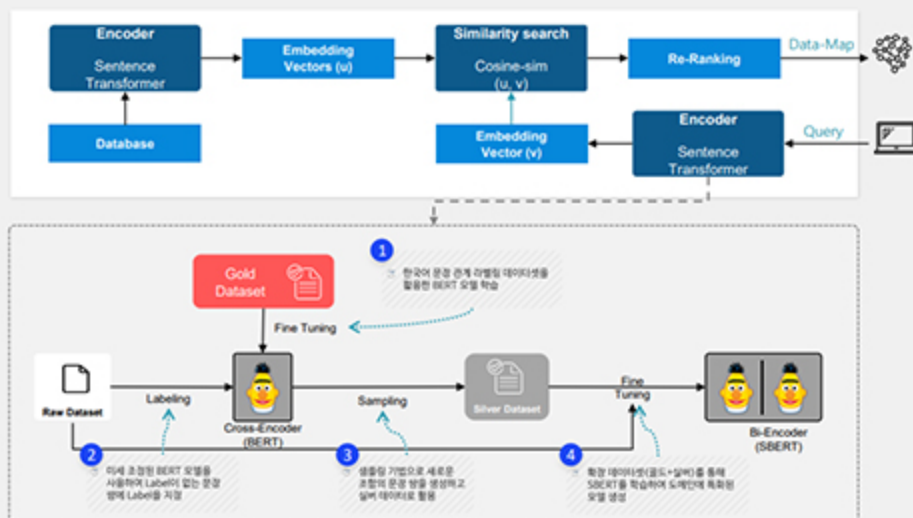 Encoder
Sentence
Transformer
Embedding
Vectors (u)
Similarity search
Cosine-sim
(u, v)
Re-Ranking
Data-Map
Database
Embedding
Vector (v)
Encoder
Sentence
Transformer
Query
1
한국어 문장 관계 라벨링 데이터셋을
활용한 BERT 모델 학습
Gold
Dataset
Fine Tuning
Raw Dataset
Labeling
Cross-Encoder
(BERT)
Sampling
Silver Dataset
Fine
Tuning
Bi-Encoder
(SBERT)
2
미세 조정된 BERT 모델을
사용하여 Label이 없는 문장
쌍에 Label을 지정
3
샘플링 기법으로 새로운
조합의 문장 쌍을 생성하고
실버 데이터로 활용
4
확장 데이터셋(골드+실버)를 통해
SBERT를 학습하여 도메인에 특화된
모델 생성